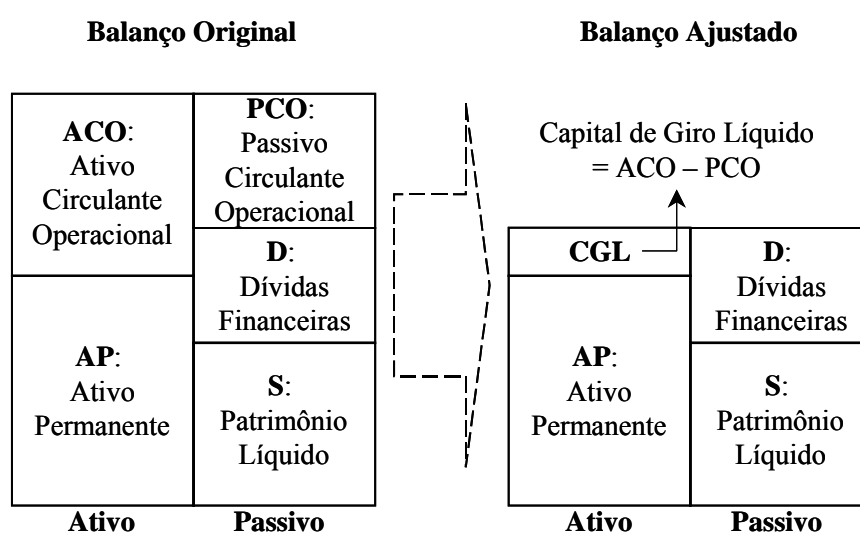 Balanço Original
ACO:
Ativo
Circulante
Operacional
PCO:
Passivo
Circulante
Operacional
D:
Dívidas
Financeiras
AP:
Ativo
Permanente
S:
Patrimônio
Líquido
Ativo
Passivo
Balanço Ajustado
Capital de Giro Líquido
= ACO – PCO
CGL
D:
Dívidas
Financeiras
AP:
Ativo
Permanente
S:
Patrimônio
Líquido
Ativo
Passivo